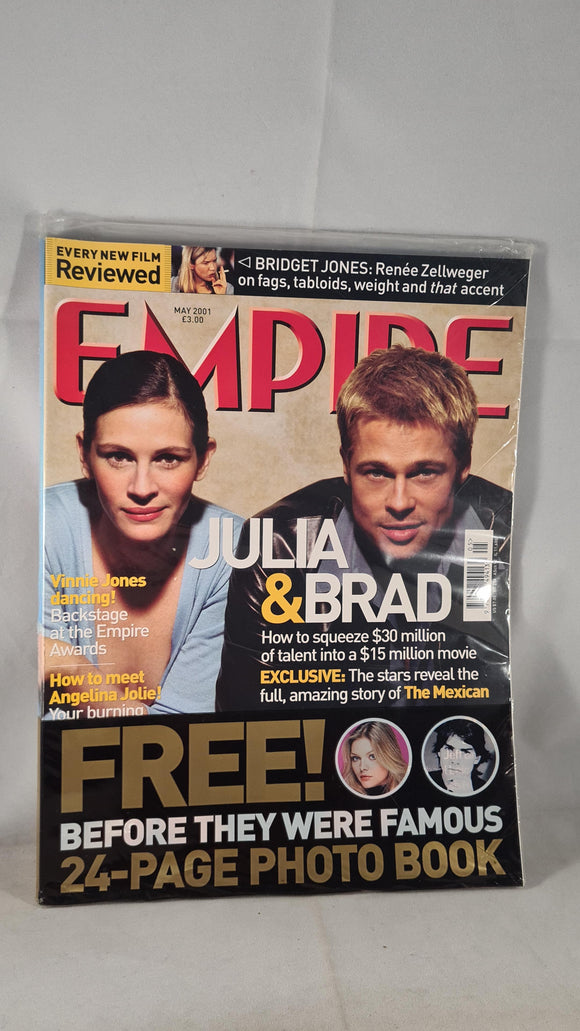 EVERY NEW FILM
Reviewed
◁ BRIDGET JONES: Renée Zellweger
on fags, tabloids, weight and that accent
MAY 2001
£3.00
EMPIRE
JULIA
&BRAD
How to squeeze $30 million
of talent into a $15 million movie
EXCLUSIVE: The stars reveal the
full, amazing story of The Mexican
Vinnie Jones
dancing!
Backstage
at the Empire
Awards
How to meet
Angelina Jolie!
Your burning
FREE!
BEFORE THEY WERE FAMOUS
24-PAGE PHOTO BOOK